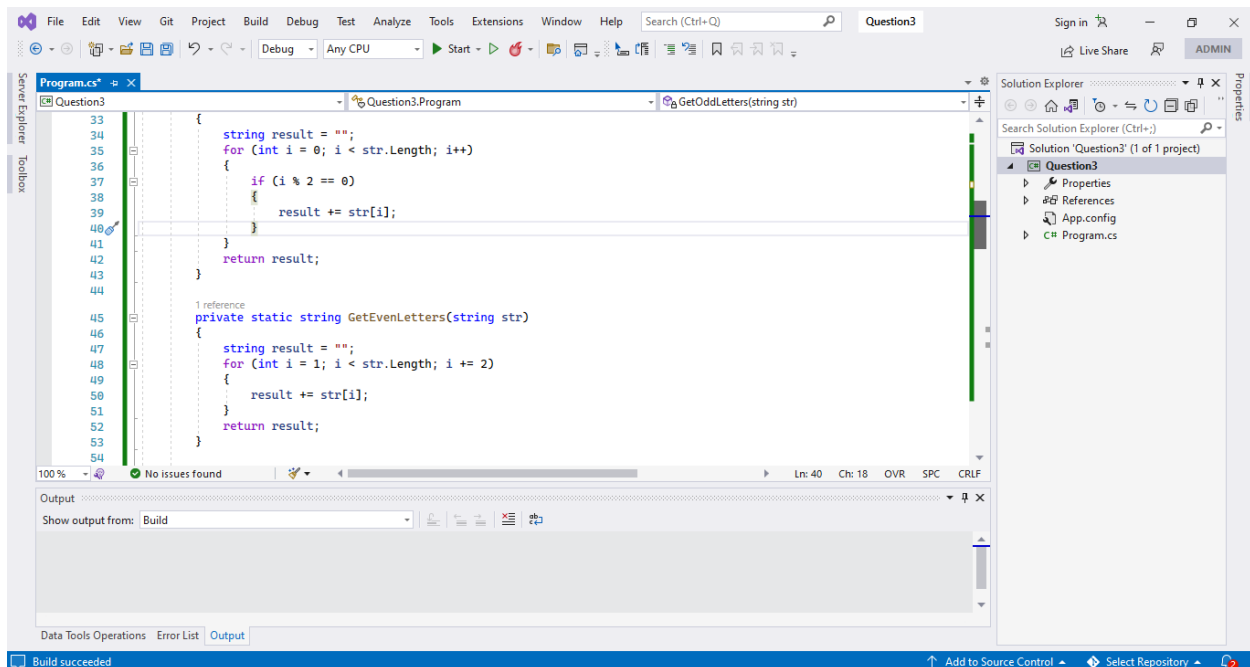 File Edit View Git Project Build Debug Test Analyze Tools Extensions Window Help Search (Ctrl+Q) Question3 Sign in
Debug Any CPU Start Live Share ADMIN
Server Explorer
Toolbox
Program.cs*
Question3 Question3.Program GetOddLetters(string str)
33 {
34 string result = "";
35 for (int i = 0; i < str.Length; i++)
36 {
37 if (i % 2 == 0)
38 {
39 result += str[i];
40 }
41 }
42 return result;
43 }
44
1 reference
45 private static string GetEvenLetters(string str)
46 {
47 string result = "";
48 for (int i = 1; i < str.Length; i += 2)
49 {
50 result += str[i];
51 }
52 return result;
53 }
54
100 % No issues found Ln: 40 Ch: 18 OVR SPC CRLF
Output
Show output from: Build
Data Tools Operations Error List Output
Solution Explorer
Search Solution Explorer (Ctrl+;)
Solution 'Question3' (1 of 1 project)
C# Question3
Properties
References
App.config
C# Program.cs
Properties
Build succeeded Add to Source Control Select Repository 2